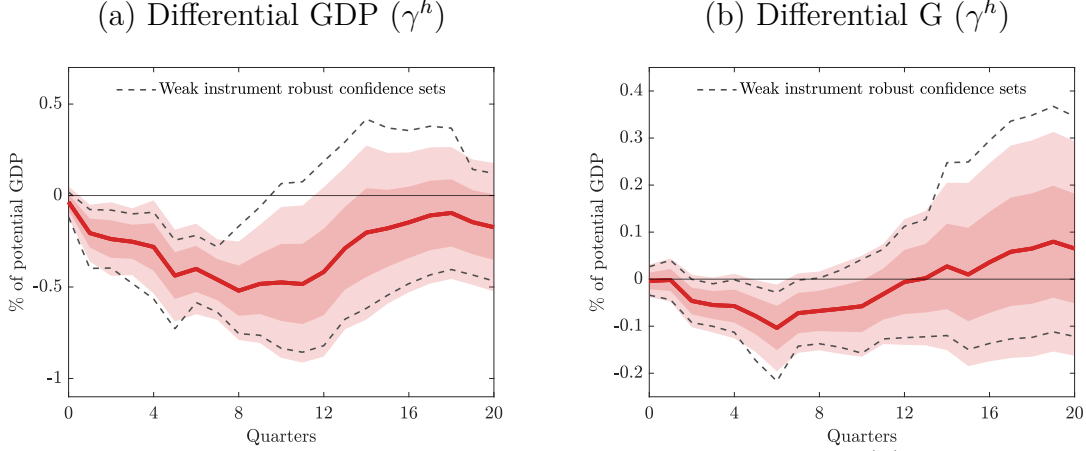 (a) Differential GDP (γ^h)
% of potential GDP
0.5
0
-0.5
-1
Weak instrument robust confidence sets
0 4 8 12 16 20
Quarters
(b) Differential G (γ^h)
% of potential GDP
0.4
0.3
0.2
0.1
0
-0.1
-0.2
Weak instrument robust confidence sets
0 4 8 12 16 20
Quarters